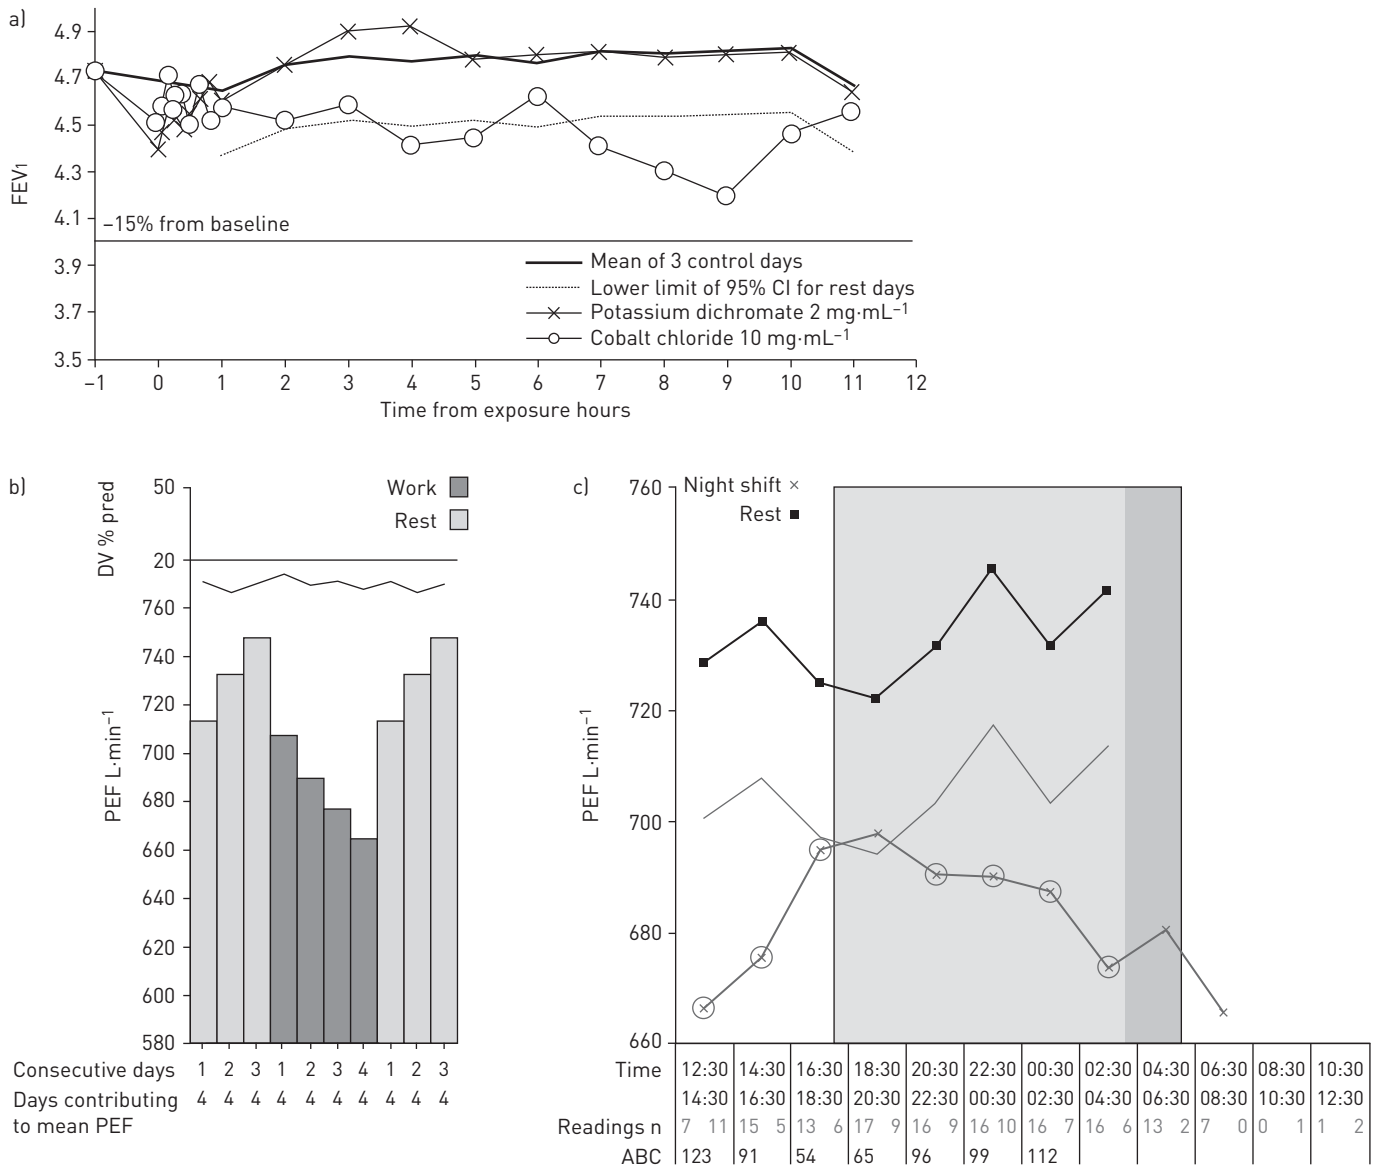 a)
4.9
4.7
4.5
4.3
4.1
3.9
3.7
3.5
FEV1
–15% from baseline
Mean of 3 control days
Lower limit of 95% CI for rest days
Potassium dichromate 2 mg·mL–1
Cobalt chloride 10 mg·mL–1
–1 0 1 2 3 4 5 6 7 8 9 10 11 12
Time from exposure hours
b)
DV % pred
50
20
Work
Rest
PEF L·min–1
760
740
720
700
680
660
640
620
600
580
Consecutive days 1 2 3 1 2 3 4 1 2 3
Days contributing 4 4 4 4 4 4 4 4 4 4
to mean PEF
c)
Night shift ×
Rest
PEF L·min–1
760
740
720
700
680
660
Time 12:30 14:30 16:30 18:30 20:30 22:30 00:30 02:30 04:30 06:30 08:30 10:30
14:30 16:30 18:30 20:30 22:30 00:30 02:30 04:30 06:30 08:30 10:30 12:30
Readings n 7 11 15 5 13 6 17 9 16 9 16 10 16 7 16 6 13 2 7 0 0 1 1 2
ABC 123 91 54 65 96 99 112